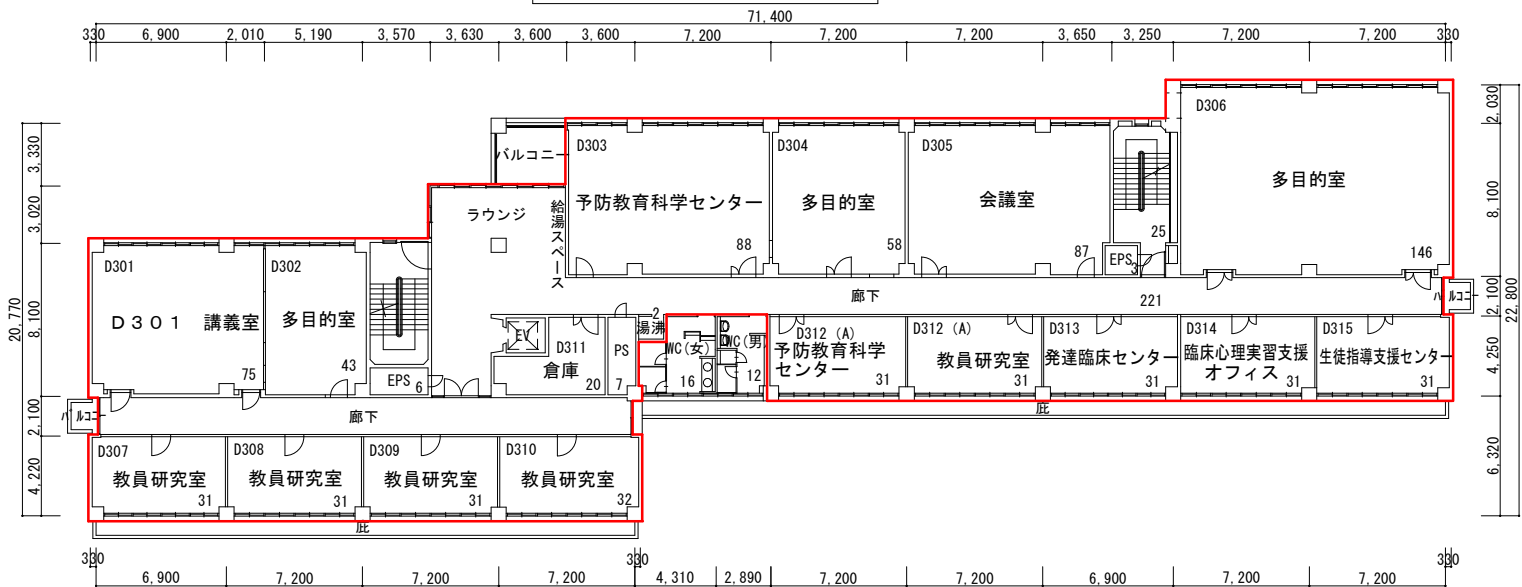 71,400
330 6,900 2,010 5,190 3,570 3,630 3,600 3,600 7,200 7,200 7,200 3,650 3,250 7,200 7,200 330
3,330
3,020
8,100
20,770
2,100
4,220
2,030
8,100
2,100
22,800
4,250
6,320
バルコニー
D303
予防教育科学センター
88
D304
多目的室
58
D305
会議室
87
25
EPS
3
D306
多目的室
146
ラウンジ
給湯スペース
D301
D301 講義室
75
D302
多目的室
43
EPS
6
廊下
221
バルコニー
EV
D311
倉庫
20
PS
7
2
湯沸
WC(女)
16
WC(男)
12
D312 (A)
予防教育科学
センター
31
D312 (A)
教員研究室
31
D313
発達臨床センター
31
D314
臨床心理実習支援
オフィス
31
D315
生徒指導支援センター
31
庇
バルコニー
廊下
D307
教員研究室
31
D308
教員研究室
31
D309
教員研究室
31
D310
教員研究室
32
庇
330 330 330
6,900 7,200 7,200 7,200 4,310 2,890 7,200 7,200 6,900 7,200 7,200